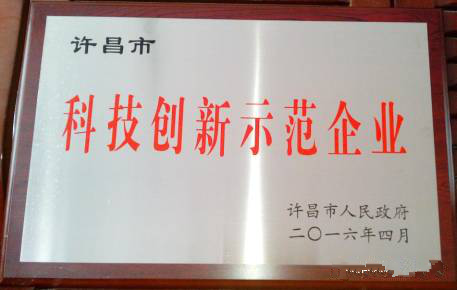 许昌市
科技创新示范企业
许昌市人民政府
二〇一六年四月